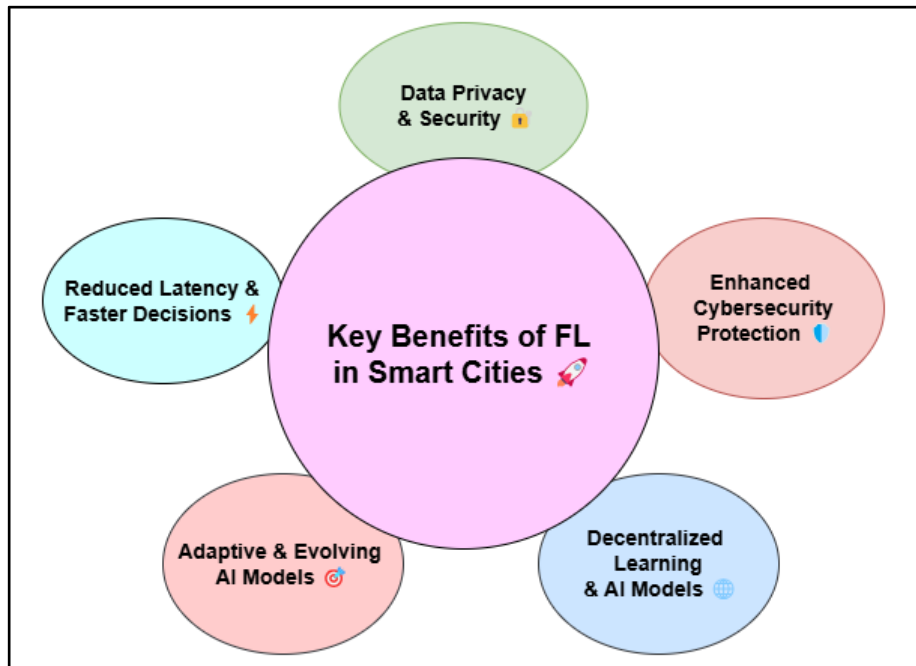 Data Privacy
& Security 🔓
Reduced Latency &
Faster Decisions ⚡
Enhanced
Cybersecurity
Protection 🛡️
Key Benefits of FL
in Smart Cities 🚀
Adaptive & Evolving
AI Models 🎯
Decentralized
Learning
& AI Models 🌐